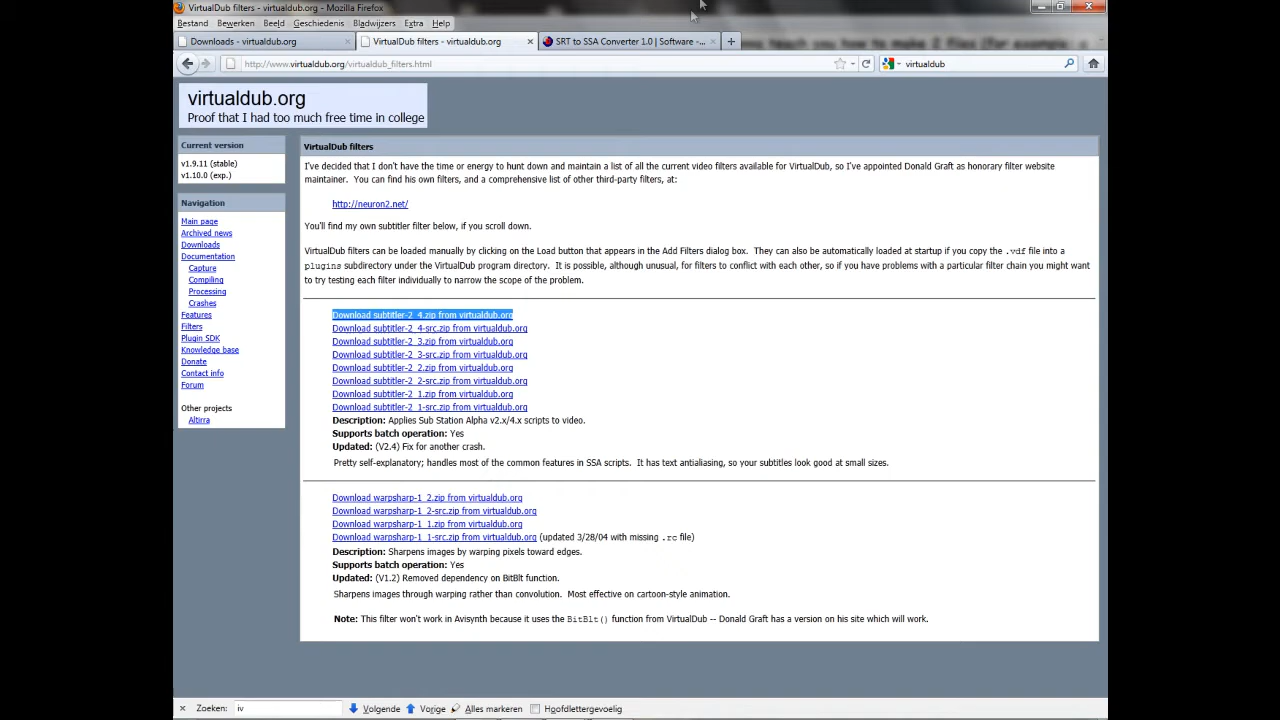 VirtualDub filters - virtualdub.org - Mozilla Firefox
Bestand Bewerken Beeld Geschiedenis Bladwijzers Extra Help
Downloads - virtualdub.org × VirtualDub filters - virtualdub.org × SRT to SSA Converter 1.0 | Software -... ×
http://www.virtualdub.org/virtualdub_filters.html virtualdub
virtualdub.org
Proof that I had too much free time in college
Current version
v1.9.11 (stable)
v1.10.0 (exp.)
Navigation
Main page
Archived news
Downloads
Documentation
Capture
Compiling
Processing
Crashes
Features
Filters
Plugin SDK
Knowledge base
Donate
Contact info
Forum
Other projects
Altirra
VirtualDub filters
I've decided that I don't have the time or energy to hunt down and maintain a list of all the current video filters available for VirtualDub, so I've appointed Donald Graft as honorary filter website
maintainer. You can find his own filters, and a comprehensive list of other third-party filters, at:
http://neuron2.net/
You'll find my own subtitler filter below, if you scroll down.
VirtualDub filters can be loaded manually by clicking on the Load button that appears in the Add Filters dialog box. They can also be automatically loaded at startup if you copy the .vdf file into a
plugins subdirectory under the VirtualDub program directory. It is possible, although unusual, for filters to conflict with each other, so if you have problems with a particular filter chain you might want
to try testing each filter individually to narrow the scope of the problem.
Download subtitler-2_4.zip from virtualdub.org
Download subtitler-2_4-src.zip from virtualdub.org
Download subtitler-2_3.zip from virtualdub.org
Download subtitler-2_3-src.zip from virtualdub.org
Download subtitler-2_2.zip from virtualdub.org
Download subtitler-2_2-src.zip from virtualdub.org
Download subtitler-2_1.zip from virtualdub.org
Download subtitler-2_1-src.zip from virtualdub.org
Description: Applies Sub Station Alpha v2.x/4.x scripts to video.
Supports batch operation: Yes
Updated: (V2.4) Fix for another crash.
Pretty self-explanatory; handles most of the common features in SSA scripts. It has text antialiasing, so your subtitles look good at small sizes.
Download warpsharp-1_2.zip from virtualdub.org
Download warpsharp-1_2-src.zip from virtualdub.org
Download warpsharp-1_1.zip from virtualdub.org
Download warpsharp-1_1-src.zip from virtualdub.org (updated 3/28/04 with missing .rc file)
Description: Sharpens images by warping pixels toward edges.
Supports batch operation: Yes
Updated: (V1.2) Removed dependency on BitBlt function.
Sharpens images through warping rather than convolution. Most effective on cartoon-style animation.
Note: This filter won't work in Avisynth because it uses the BitBlt() function from VirtualDub -- Donald Graft has a version on his site which will work.
× Zoeken: iv Volgende Vorige Alles markeren Hoofdlettergevoelig